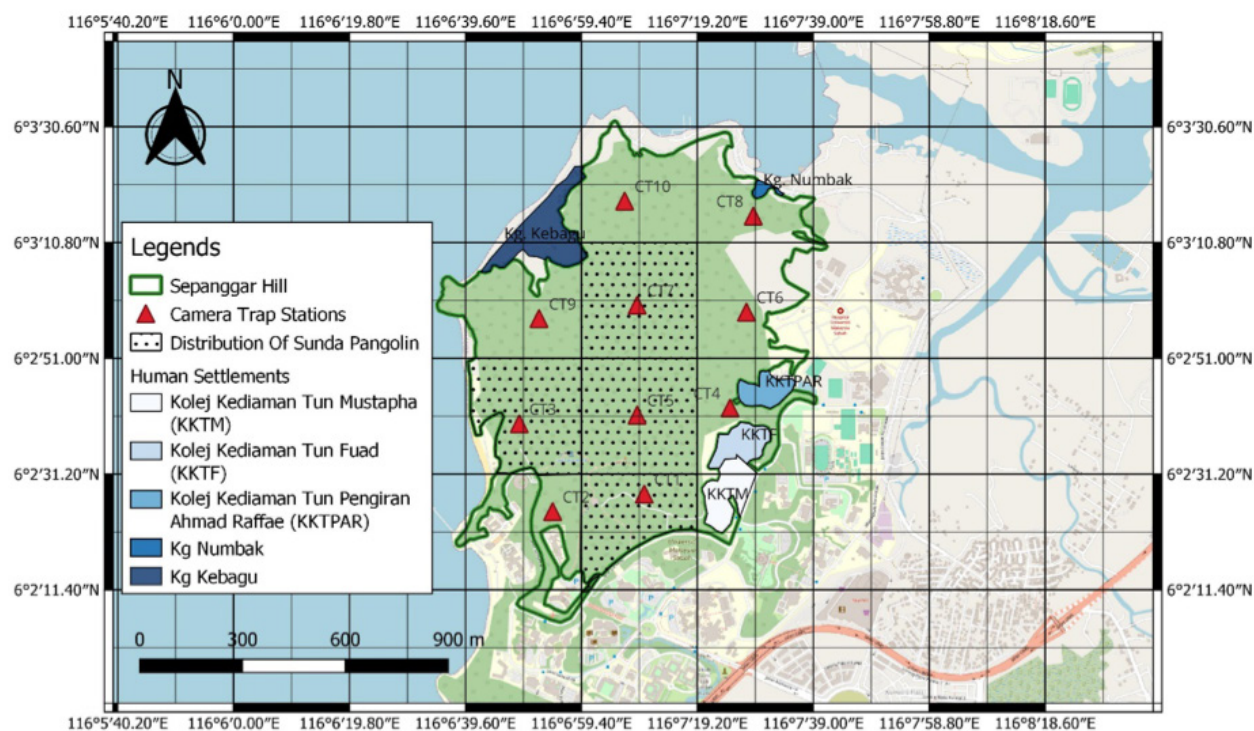 116°5′40.20″E 116°6′0.00″E 116°6′19.80″E 116°6′39.60″E 116°6′59.40″E 116°7′19.20″E 116°7′39.00″E 116°7′58.80″E 116°8′18.60″E
N
6°3′30.60″N 6°3′30.60″N
Kg. Numbak
CT10
CT8
Kg. Kebagu
6°3′10.80″N 6°3′10.80″N
Legends
Sepanggar Hill
Camera Trap Stations
Distribution Of Sunda Pangolin
Human Settlements
Kolej Kediaman Tun Mustapha
(KKTM)
Kolej Kediaman Tun Fuad
(KKTF)
Kolej Kediaman Tun Pengiran
Ahmad Raffae (KKTPAR)
Kg Numbak
Kg Kebagu
CT7
CT9
CT6
6°2′51.00″N 6°2′51.00″N
KKTPAR
CT4
CT3
CT5
KKTF
6°2′31.20″N 6°2′31.20″N
CT1
KKTM
CT2
6°2′11.40″N 6°2′11.40″N
0 300 600 900 m
116°5′40.20″E 116°6′0.00″E 116°6′19.80″E 116°6′39.60″E 116°6′59.40″E 116°7′19.20″E 116°7′39.00″E 116°7′58.80″E 116°8′18.60″E